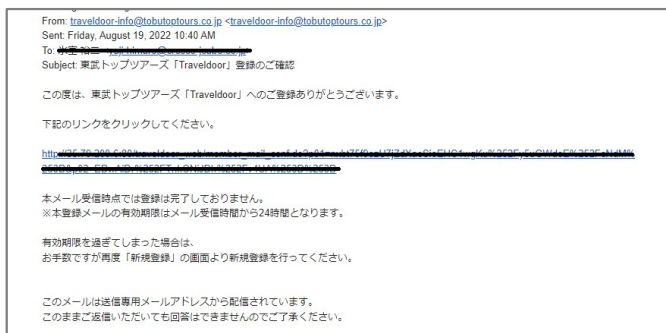 From: traveldoor-info@tobutoptours.co.jp <traveldoor-info@tobutoptours.co.jp>
Sent: Friday, August 19, 2022 10:40 AM
To:
Subject: 東武トップツアーズ「Traveldoor」登録のご確認
この度は、東武トップツアーズ「Traveldoor」へのご登録ありがとうございます。
下記のリンクをクリックしてください。
本メール受信時点では登録は完了しておりません。
※本登録メールの有効期限はメール受信時間から24時間となります。
有効期限を過ぎてしまった場合は、
お手数ですが再度「新規登録」の画面より新規登録を行ってください。
このメールは送信専用メールアドレスから配信されています。
このままご返信いただいても回答はできませんのでご了承ください。